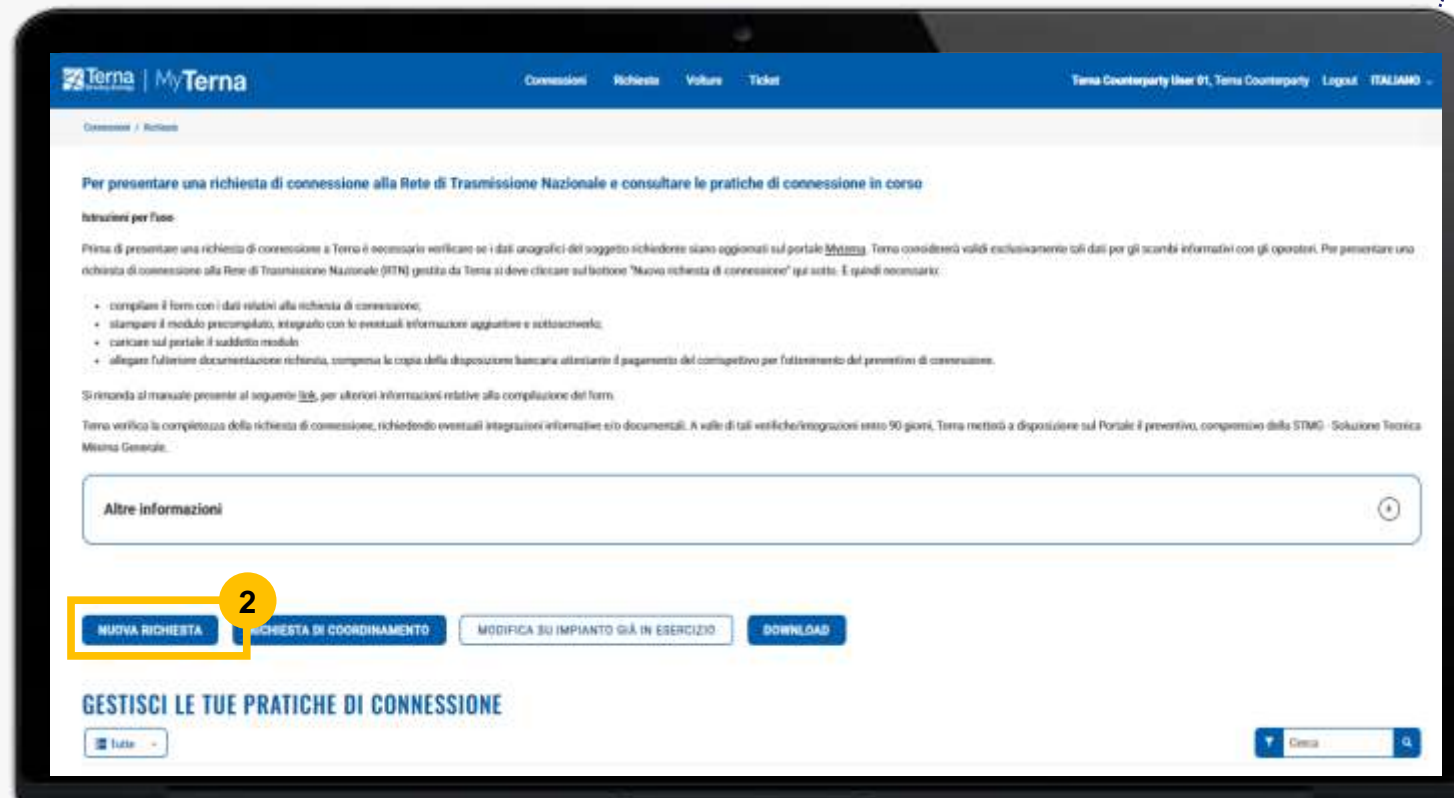 Terna | MyTerna
Connessioni Richieste Volture Ticket
Terna Counterparty User 01, Terna Counterparty Logout ITALIANO
Connessioni / Richieste
Per presentare una richiesta di connessione alla Rete di Trasmissione Nazionale e consultare le pratiche di connessione in corso
Istruzioni per l'uso
Prima di presentare una richiesta di connessione a Terna è necessario verificare se i dati anagrafici del soggetto richiedente siano aggiornati sul portale Myterna. Terna considererà validi esclusivamente tali dati per gli scambi informativi con gli operatori. Per presentare una
richiesta di connessione alla Rete di Trasmissione Nazionale (RTN) gestita da Terna si deve cliccare sul bottone "Nuova richiesta di connessione" qui sotto. È quindi necessario:
• compilare il form con i dati relativi alla richiesta di connessione;
• stampare il modulo precompilato, integrarlo con le eventuali informazioni aggiuntive e sottoscriverlo;
• caricare sul portale il suddetto modulo
• allegare l'ulteriore documentazione richiesta, compresa la copia della disposizione bancaria attestante il pagamento del corrispettivo per l'ottenimento del preventivo di connessione.
Si rimanda al manuale presente al seguente link, per ulteriori informazioni relative alla compilazione del form.
Terna verifica la completezza della richiesta di connessione, richiedendo eventuali integrazioni informative e/o documentali. A valle di tali verifiche/integrazioni entro 90 giorni, Terna metterà a disposizione sul Portale il preventivo, comprensivo della STMG - Soluzione Tecnica
Minima Generale.
Altre informazioni
2
NUOVA RICHIESTA RICHIESTA DI COORDINAMENTO MODIFICA SU IMPIANTO GIÀ IN ESERCIZIO DOWNLOAD
GESTISCI LE TUE PRATICHE DI CONNESSIONE
Tutte
Cerca